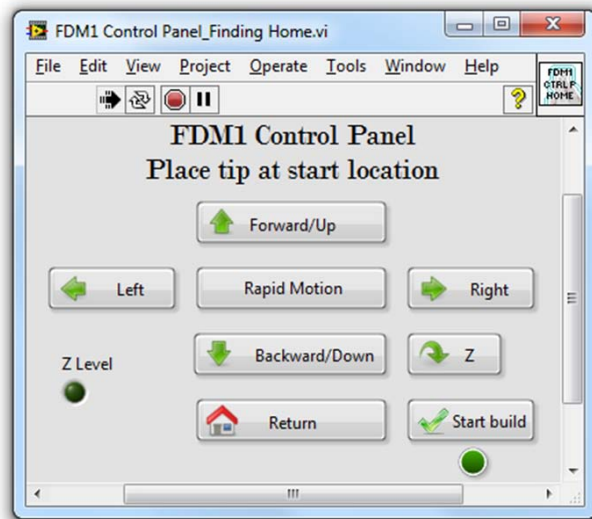 FDM1 Control Panel_Finding Home.vi
File Edit View Project Operate Tools Window Help
FDM1
CTRL P
HOME
?
FDM1 Control Panel
Place tip at start location
Forward/Up
Left Rapid Motion Right
Z Level Backward/Down Z
Return Start build